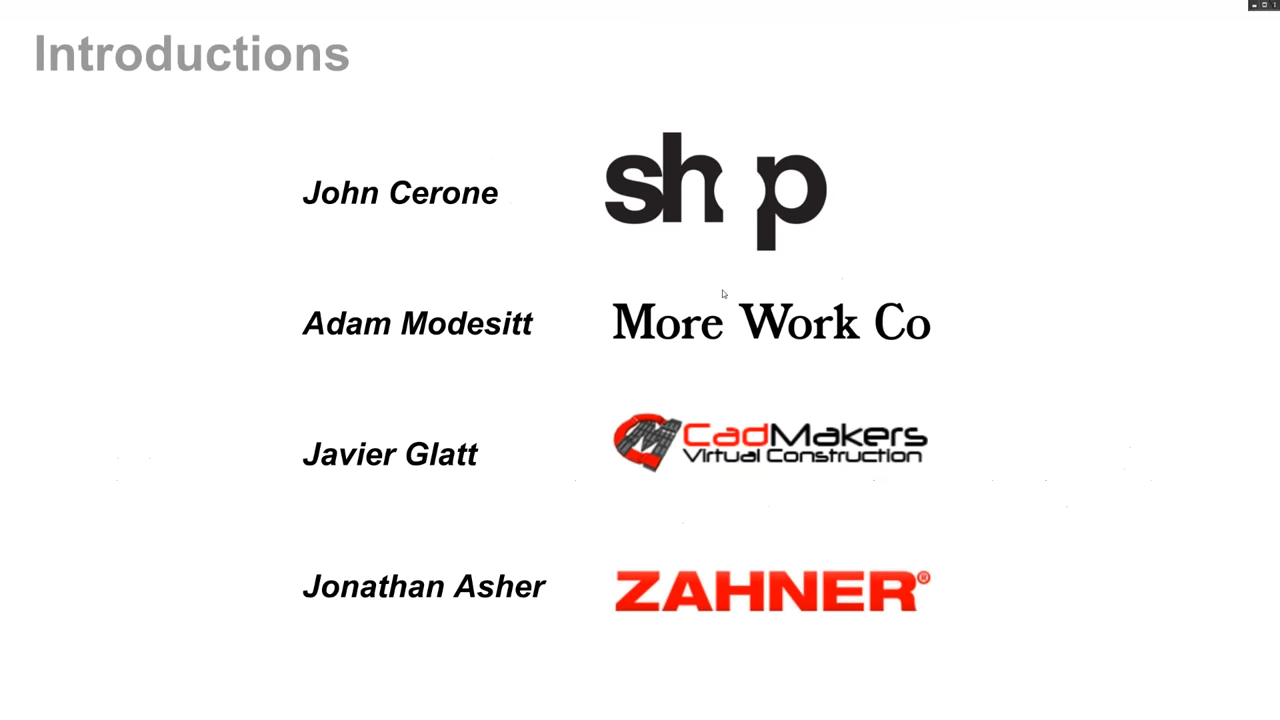 Introductions
John Cerone
shop
Adam Modesitt
More Work Co
Javier Glatt
CadMakers
Virtual Construction
Jonathan Asher
ZAHNER®